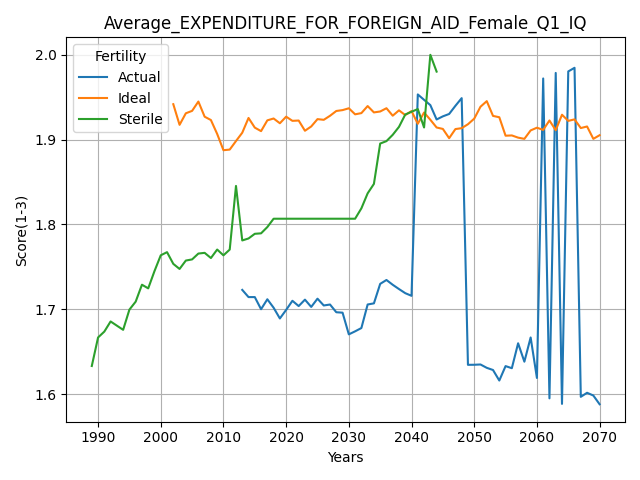 Average_EXPENDITURE_FOR_FOREIGN_AID_Female_Q1_IQ
Fertility
Actual
Ideal
Sterile
Score(1-3)
2.0
1.9
1.8
1.7
1.6
1990 2000 2010 2020 2030 2040 2050 2060 2070
Years